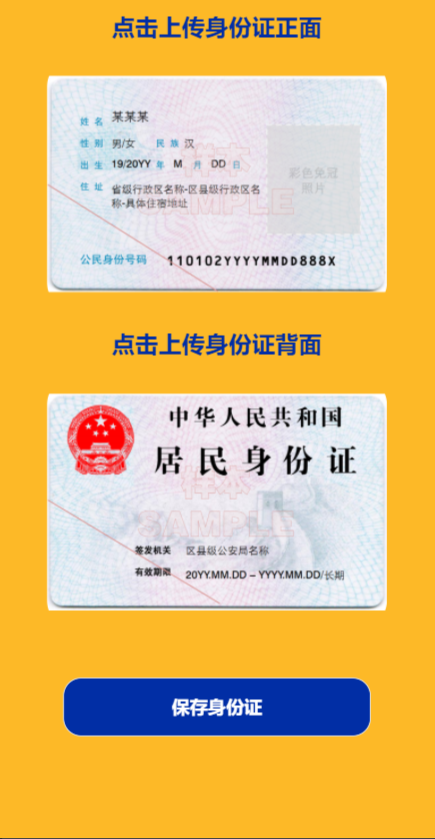 点击上传身份证正面
姓名 某某某
性别 男/女 民族 汉
样本
出生 19/20YY 年 M 月 DD 日
彩色免冠
照片
住址 省级行政区名称-区县级行政区名
称-具体住宿地址
SAMPLE
公民身份号码 110102YYYYMMDD888X
点击上传身份证背面
中华人民共和国
居民身份证
样本
SAMPLE
签发机关 区县级公安局名称
有效期限 20YY.MM.DD – YYYY.MM.DD/长期
保存身份证